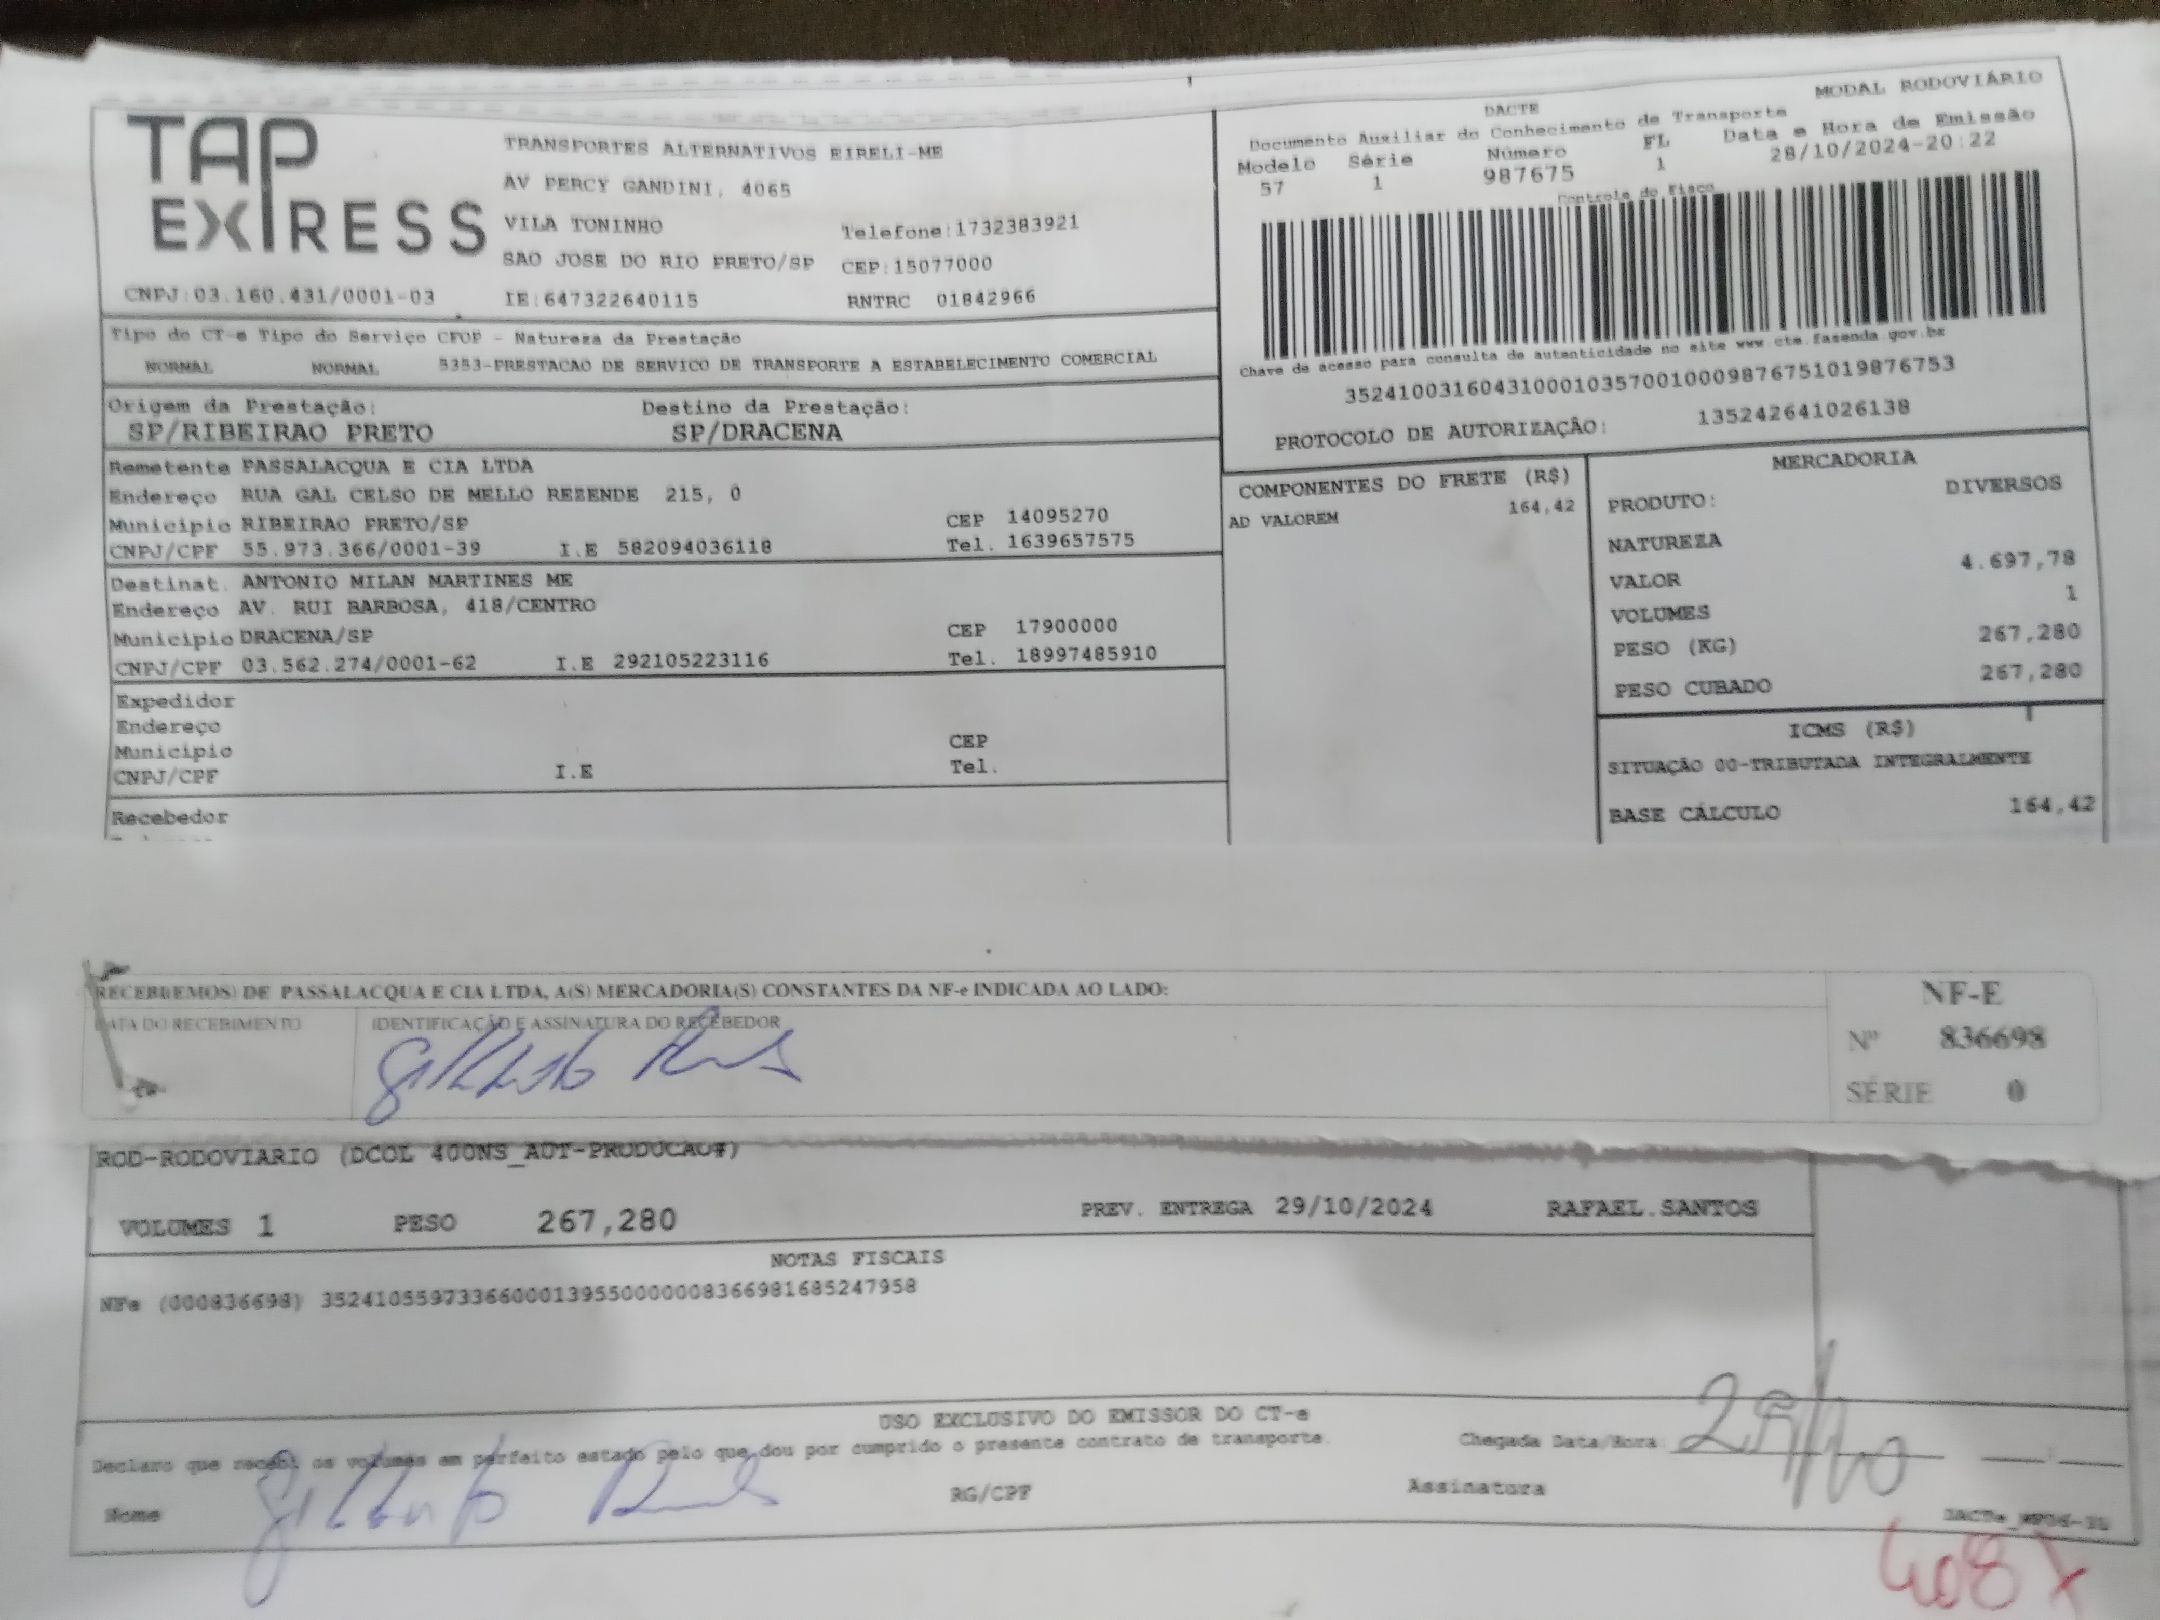 TAP
EXPRESS
TRANSPORTES ALTERNATIVOS EIRELI-ME
AV PERCY GANDINI, 4065
VILA TONINHO
Telefone:1732383921
SAO JOSE DO RIO PRETO/SP CEP:15077000
CNPJ:03.160.431/0001-03
IE:647322640115 RNTRC 01842966
MODAL RODOVIÁRIO
DACTE
Documento Auxiliar do Conhecimento de Transporte
Modelo Série Número FL Data e Hora de Emissão
57 1 987675 1 28/10/2024-20:22
Controle do Fisco
Chave de acesso para consulta de autenticidade no site www.cte.fazenda.gov.br
35241003160431000103570010009876751019876753
PROTOCOLO DE AUTORIZAÇÃO: 135242641026138
Tipo do CT-e Tipo do Serviço CFOP - Natureza da Prestação
NORMAL NORMAL 5353-PRESTACAO DE SERVICO DE TRANSPORTE A ESTABELECIMENTO COMERCIAL
Origem da Prestação: Destino da Prestação:
SP/RIBEIRAO PRETO SP/DRACENA
Remetente PASSALACQUA E CIA LTDA
Endereço RUA GAL CELSO DE MELLO REZENDE 215, 0
Município RIBEIRAO PRETO/SP CEP 14095270
CNPJ/CPF 55.973.366/0001-39 I.E 582094036118 Tel. 1639657575
Destinat. ANTONIO MILAN MARTINES ME
Endereço AV. RUI BARBOSA, 418/CENTRO
Município DRACENA/SP CEP 17900000
CNPJ/CPF 03.562.274/0001-62 I.E 292105223116 Tel. 18997485910
Expedidor
Endereço
Município CEP
CNPJ/CPF I.E Tel.
Recebedor
COMPONENTES DO FRETE (R$)
AD VALOREM 164,42
MERCADORIA
PRODUTO: DIVERSOS
NATUREZA
VALOR 4.697,78
VOLUMES 1
PESO (KG) 267,280
PESO CUBADO 267,280
ICMS (R$)
SITUAÇÃO 00-TRIBUTADA INTEGRALMENTE
BASE CÁLCULO 164,42
RECEBI(EMOS) DE PASSALACQUA E CIA LTDA, A(S) MERCADORIA(S) CONSTANTES DA NF-e INDICADA AO LADO:
DATA DO RECEBIMENTO IDENTIFICAÇÃO E ASSINATURA DO RECEBEDOR
NF-E
Nº 836698
SÉRIE 0
ROD-RODOVIARIO (DCOL 400NS_AUT-PRODUCAO#)
VOLUMES 1 PESO 267,280 PREV. ENTREGA 29/10/2024 RAFAEL.SANTOS
NOTAS FISCAIS
NFe (000836698) 35241055973366000139550000008366981685247958
USO EXCLUSIVO DO EMISSOR DO CT-e
Declaro que recebi os volumes em perfeito estado pelo que dou por cumprido o presente contrato de transporte.
Chegada Data/Hora 29/10
Nome RG/CPF Assinatura